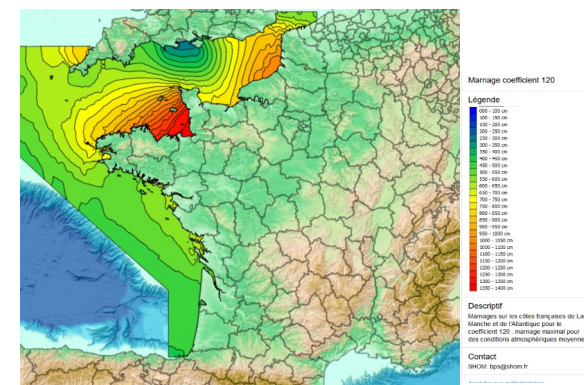 Marnage coefficient 120
Légende
000 - 100 cm
100 - 150 cm
150 - 200 cm
200 - 250 cm
250 - 300 cm
300 - 350 cm
350 - 400 cm
400 - 450 cm
450 - 500 cm
500 - 550 cm
550 - 600 cm
600 - 650 cm
650 - 700 cm
700 - 750 cm
750 - 800 cm
800 - 850 cm
850 - 900 cm
900 - 950 cm
950 - 1000 cm
1000 - 1050 cm
1050 - 1100 cm
1100 - 1150 cm
1150 - 1200 cm
1200 - 1250 cm
1250 - 1300 cm
1300 - 1350 cm
1350 - 1400 cm
Descriptif
Marnages sur les côtes françaises de La
Manche et de l'Atlantique pour le
coefficient 120 : marnage maximal pour
des conditions atmosphériques moyenne
Contact
SHOM: bps@shom.fr